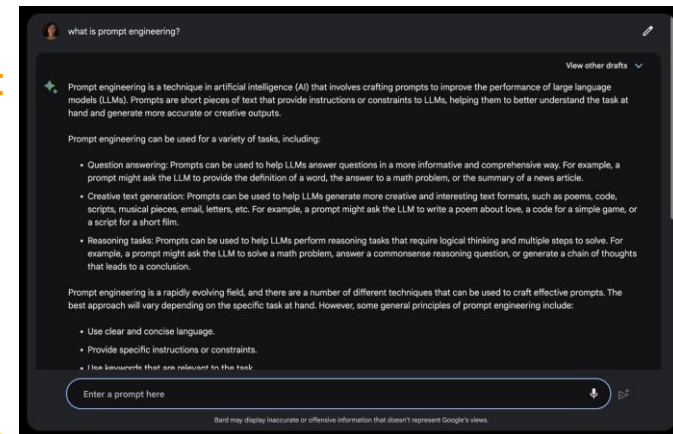 what is prompt engineering?
View other drafts
Prompt engineering is a technique in artificial intelligence (AI) that involves crafting prompts to improve the performance of large language
models (LLMs). Prompts are short pieces of text that provide instructions or constraints to LLMs, helping them to better understand the task at
hand and generate more accurate or creative outputs.
Prompt engineering can be used for a variety of tasks, including:
• Question answering: Prompts can be used to help LLMs answer questions in a more informative and comprehensive way. For example, a
prompt might ask the LLM to provide the definition of a word, the answer to a math problem, or the summary of a news article.
• Creative text generation: Prompts can be used to help LLMs generate more creative and interesting text formats, such as poems, code,
scripts, musical pieces, email, letters, etc. For example, a prompt might ask the LLM to write a poem about love, a code for a simple game, or
a script for a short film.
• Reasoning tasks: Prompts can be used to help LLMs perform reasoning tasks that require logical thinking and multiple steps to solve. For
example, a prompt might ask the LLM to solve a math problem, answer a commonsense reasoning question, or generate a chain of thoughts
that leads to a conclusion.
Prompt engineering is a rapidly evolving field, and there are a number of different techniques that can be used to craft effective prompts. The
best approach will vary depending on the specific task at hand. However, some general principles of prompt engineering include:
• Use clear and concise language.
• Provide specific instructions or constraints.
• Use keywords that are relevant to the task
Enter a prompt here
Bard may display inaccurate or offensive information that doesn't represent Google's views.